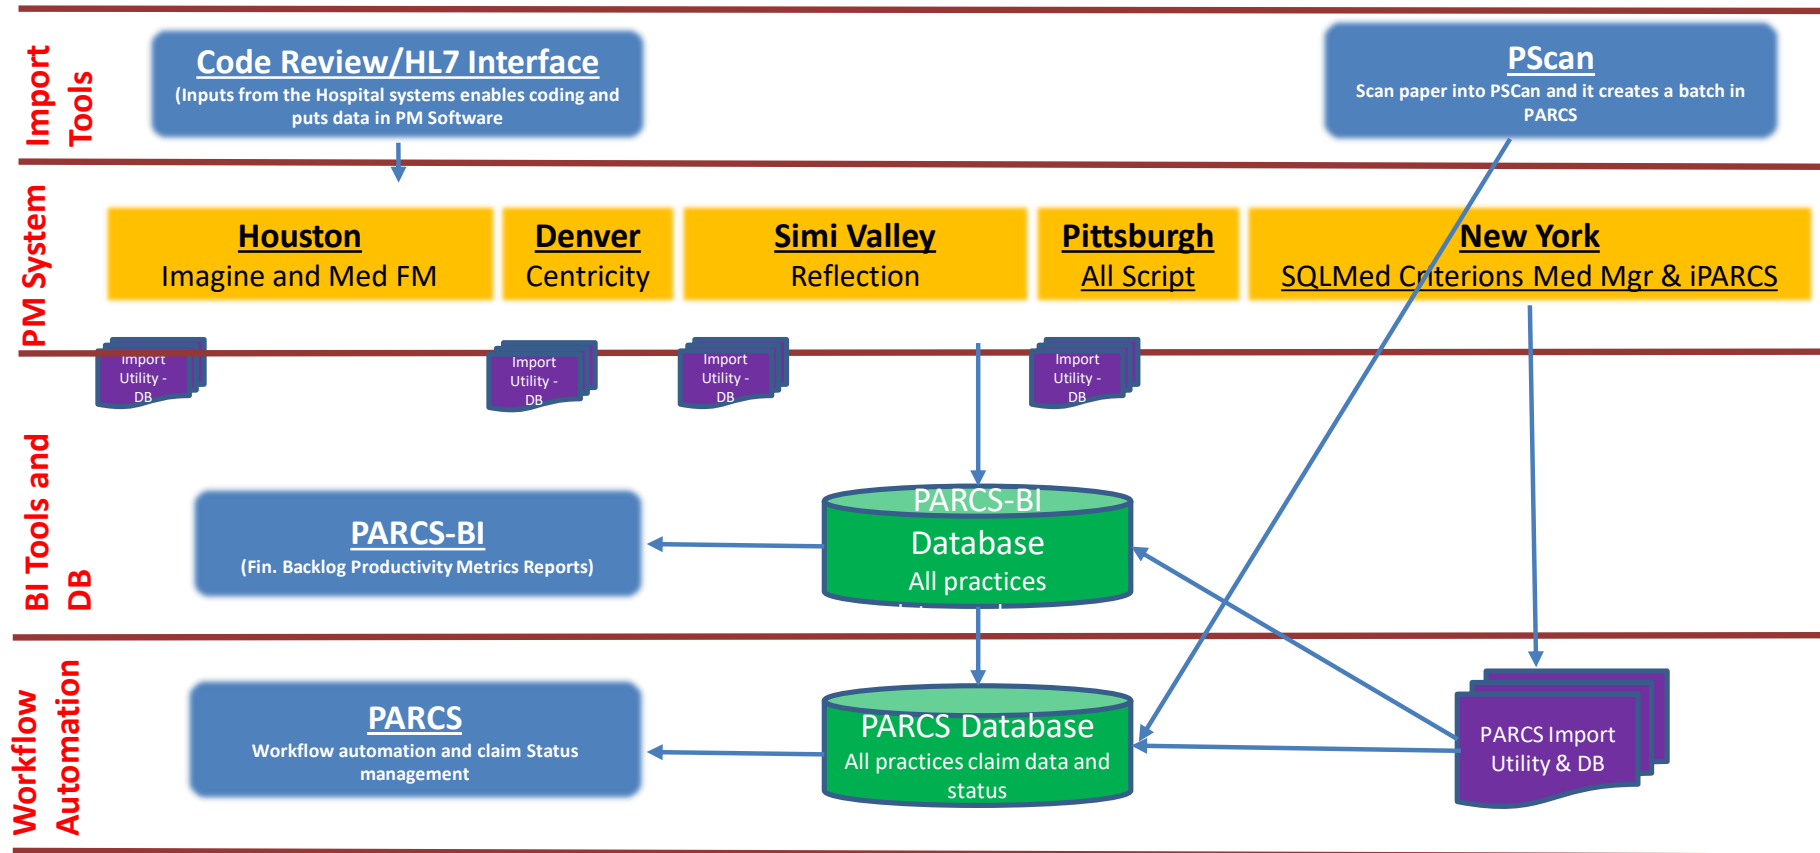 Import
Tools
Code Review/HL7 Interface
(Inputs from the Hospital systems enables coding and
puts data in PM Software
PScan
Scan paper into PSCan and it creates a batch in
PARCS
PM System
Houston
Imagine and Med FM
Denver
Centricity
Simi Valley
Reflection
Pittsburgh
All Script
New York
SQLMed Criterions Med Mgr & iPARCS
Import
Utility -
DB
Import
Utility -
DB
Import
Utility -
DB
Import
Utility -
DB
BI Tools and
DB
PARCS-BI
(Fin. Backlog Productivity Metrics Reports)
PARCS-BI
Database
All practices
Workflow
Automation
PARCS
Workflow automation and claim Status
management
PARCS Database
All practices claim data and
status
PARCS Import
Utility & DB